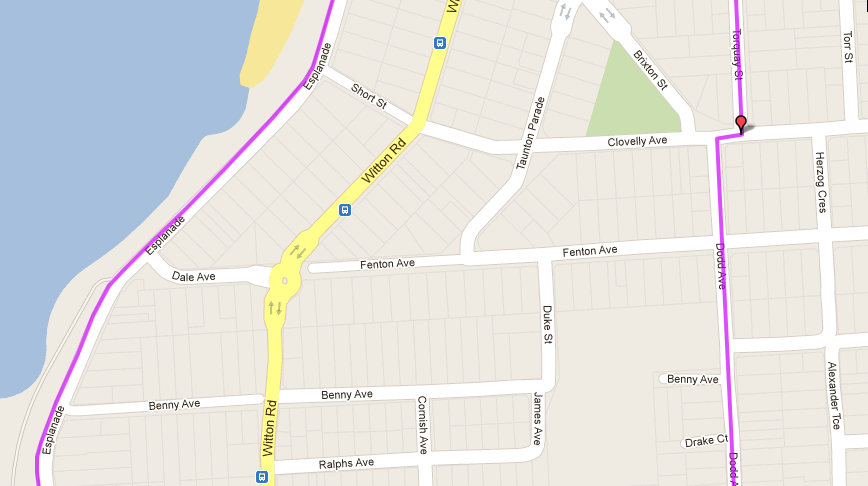 Wi
Torquay St
Torr St
Esplanade
Brixton St
Short St
Taunton Parade
Clovelly Ave
Witton Rd
Herzog Cres
Esplanade
Dodd Ave
Fenton Ave
Fenton Ave
Dale Ave
Duke St
Benny Ave
Alexander Tce
Benny Ave
Benny Ave
Esplanade
Witton Rd
Cornish Ave
James Ave
Drake Ct
Ralphs Ave
Dodd A